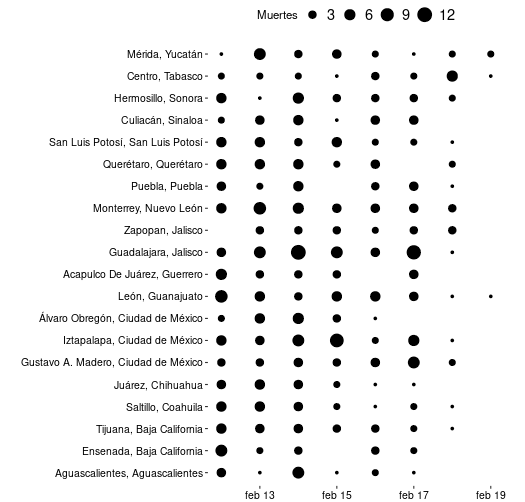 Muertes 3 6 9 12
Mérida, Yucatán
Centro, Tabasco
Hermosillo, Sonora
Culiacán, Sinaloa
San Luis Potosí, San Luis Potosí
Querétaro, Querétaro
Puebla, Puebla
Monterrey, Nuevo León
Zapopan, Jalisco
Guadalajara, Jalisco
Acapulco De Juárez, Guerrero
León, Guanajuato
Álvaro Obregón, Ciudad de México
Iztapalapa, Ciudad de México
Gustavo A. Madero, Ciudad de México
Juárez, Chihuahua
Saltillo, Coahuila
Tijuana, Baja California
Ensenada, Baja California
Aguascalientes, Aguascalientes
feb 13 feb 15 feb 17 feb 19